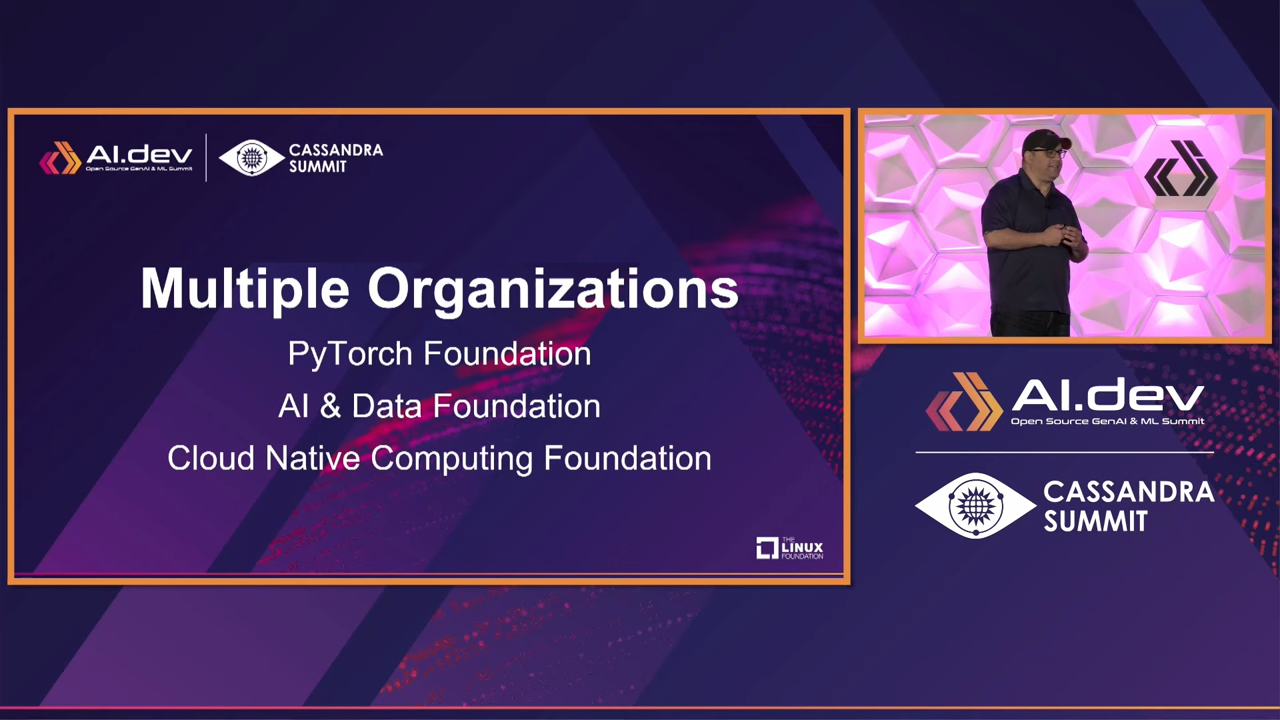 AI.dev
Open Source GenAI & ML Summit
CASSANDRA
SUMMIT
Multiple Organizations
PyTorch Foundation
AI & Data Foundation
Cloud Native Computing Foundation
THE
LINUX
FOUNDATION
AI.dev
Open Source GenAI & ML Summit
CASSANDRA
SUMMIT